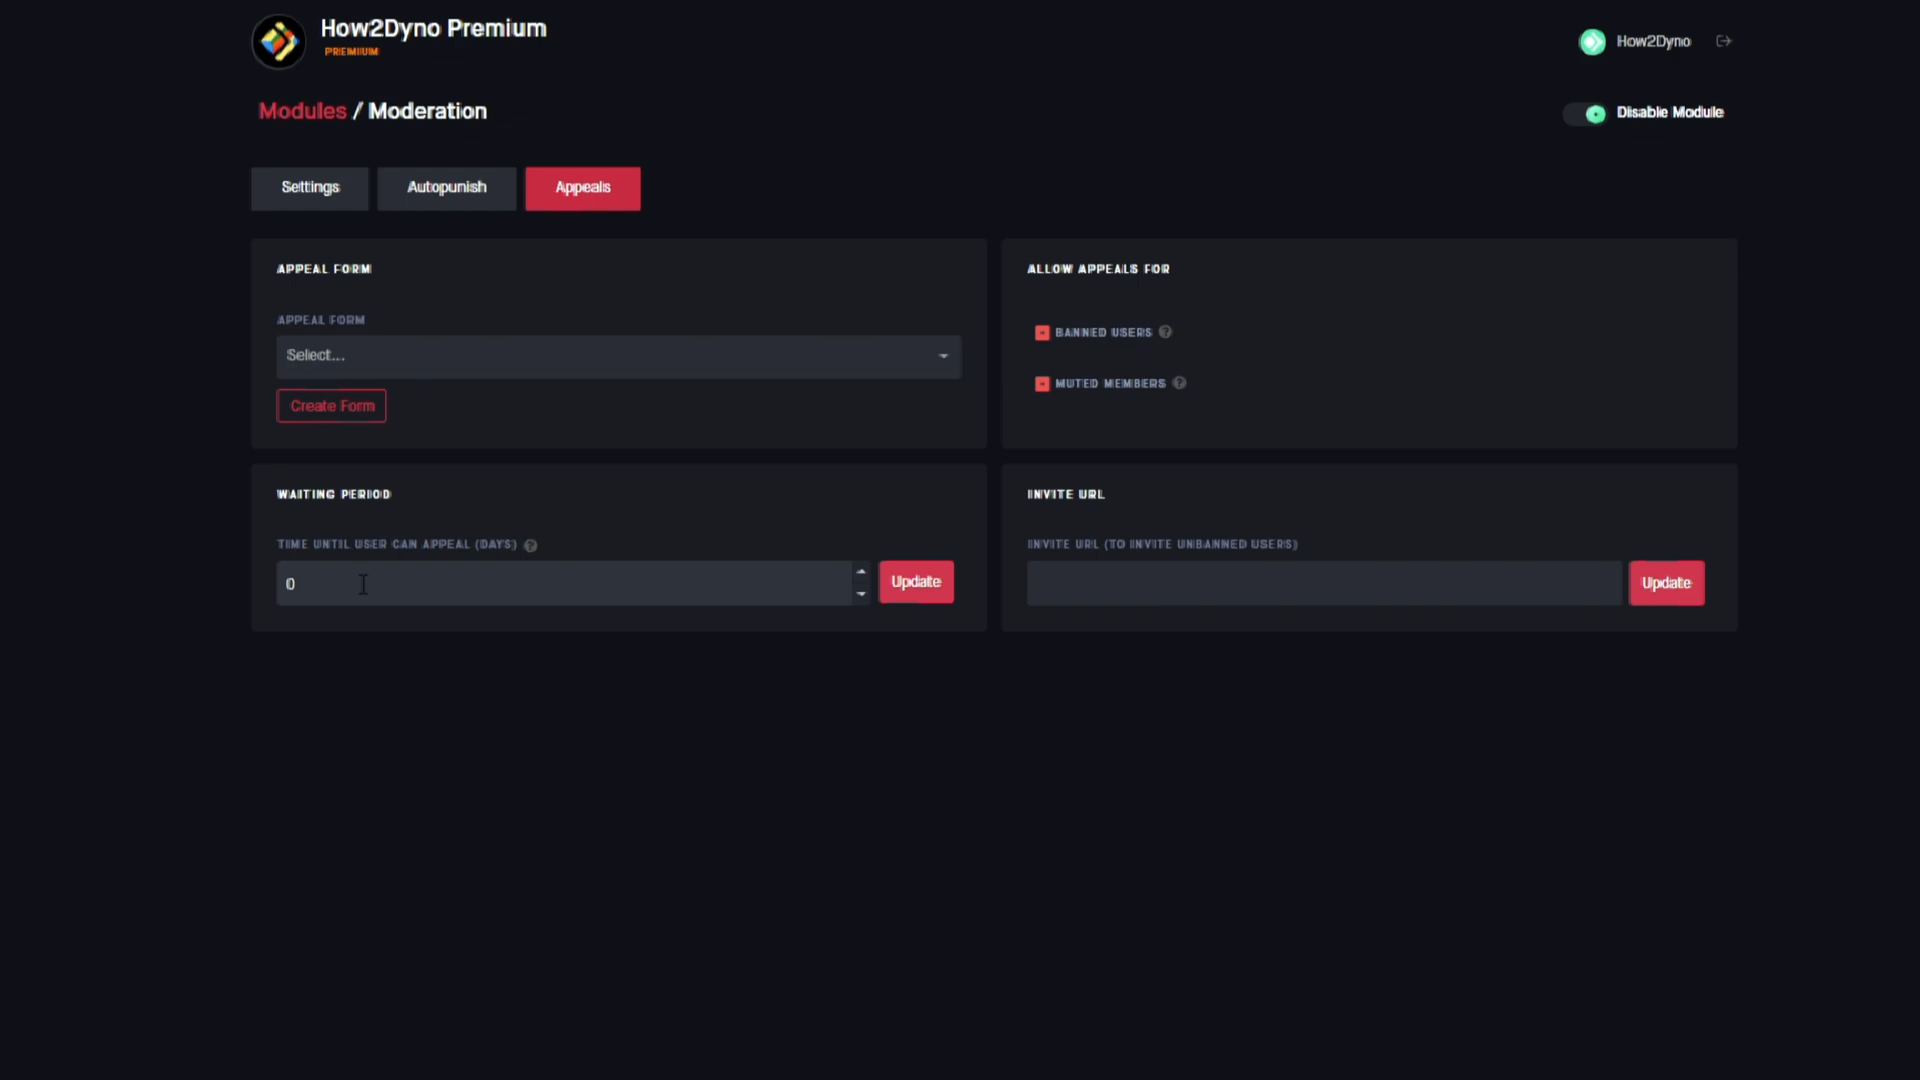 How2Dyno Premium
PREMIUM
How2Dyno
Modules / Moderation
Disable Module
Settings
Autopunish
Appeals
APPEAL FORM
APPEAL FORM
Select...
Create Form
ALLOW APPEALS FOR
BANNED USERS
MUTED MEMBERS
WAITING PERIOD
TIME UNTIL USER CAN APPEAL (DAYS)
0
Update
INVITE URL
INVITE URL (TO INVITE UNBANNED USERS)
Update